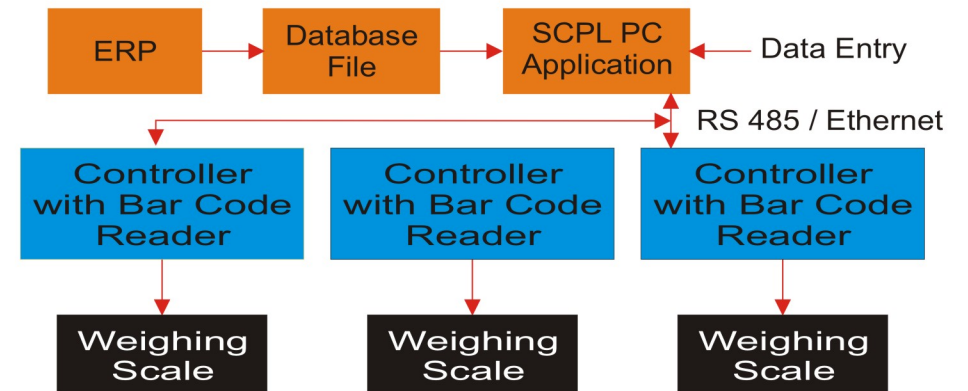 ERP
Database
File
SCPL PC
Application
Data Entry
RS 485 / Ethernet
Controller
with Bar Code
Reader
Controller
with Bar Code
Reader
Controller
with Bar Code
Reader
Weighing
Scale
Weighing
Scale
Weighing
Scale